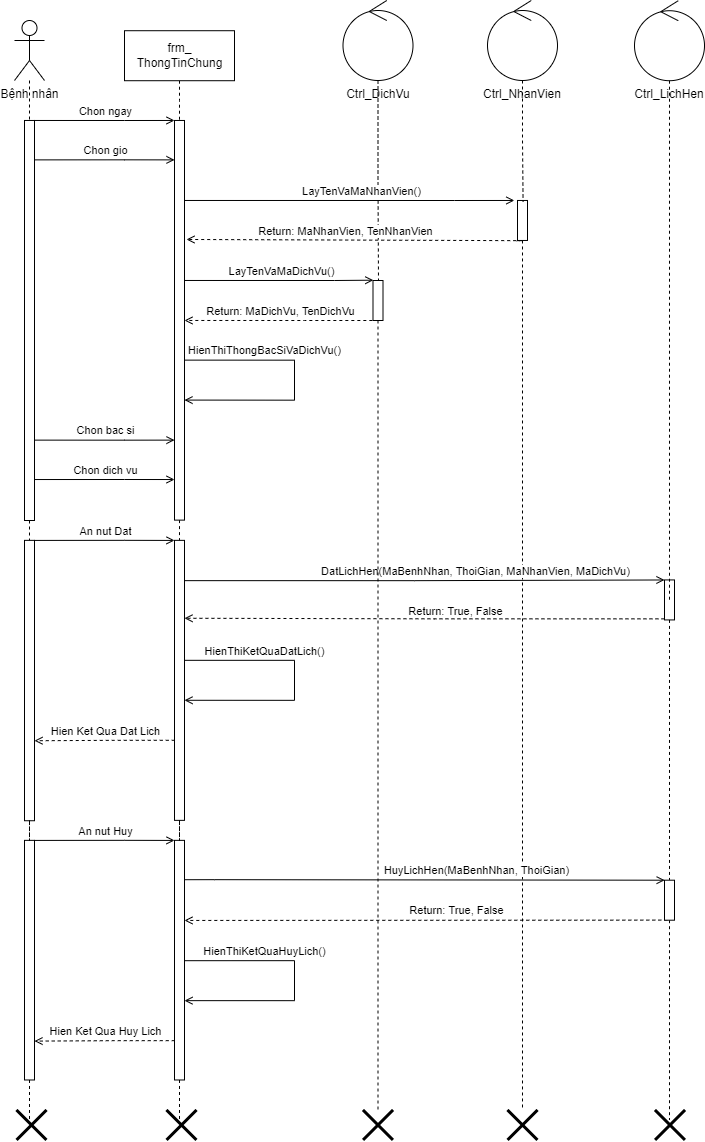 frm_
ThongTinChung
Bệnh nhân
Ctrl_DichVu
Ctrl_NhanVien
Ctrl_LichHen
Chon ngay
Chon gio
LayTenVaMaNhanVien()
Return: MaNhanVien, TenNhanVien
LayTenVaMaDichVu()
Return: MaDichVu, TenDichVu
HienThiThongBacSiVaDichVu()
Chon bac si
Chon dich vu
An nut Dat
DatLichHen(MaBenhNhan, ThoiGian, MaNhanVien, MaDichVu)
Return: True, False
HienThiKetQuaDatLich()
Hien Ket Qua Dat Lich
An nut Huy
HuyLichHen(MaBenhNhan, ThoiGian)
Return: True, False
HienThiKetQuaHuyLich()
Hien Ket Qua Huy Lich